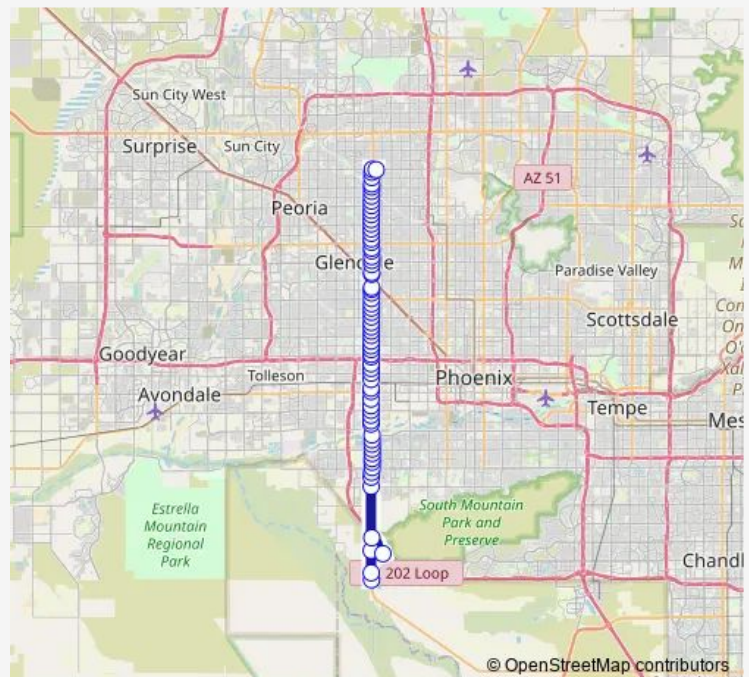 Sun City West
Surprise
Sun City
AZ 51
Peoria
Glen
e
Paradise Valley
Scottsdale
Goodyear
Tolleson
Phoenix
Avondale
Tempe
Mes
Estrella
Mountain
Regional
Park
South Mountain
Park and
Preserve
Chandl
202 Loop
© OpenStreetMap contributors